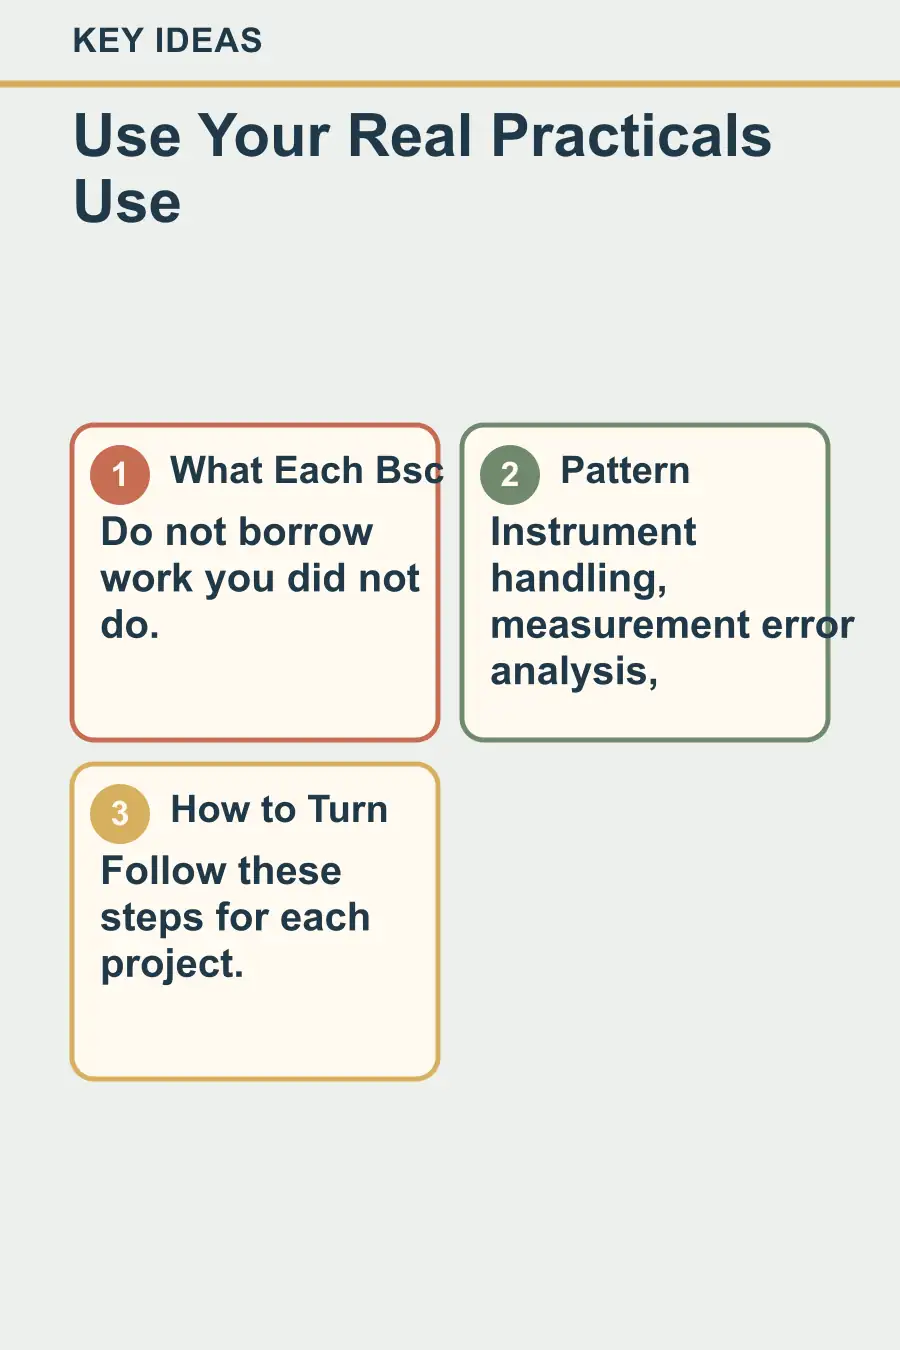 KEY IDEAS
Use Your Real Practicals
Use
1 What Each Bsc
Do not borrow
work you did not
do.
2 Pattern
Instrument
handling,
measurement error
analysis,
3 How to Turn
Follow these
steps for each
project.